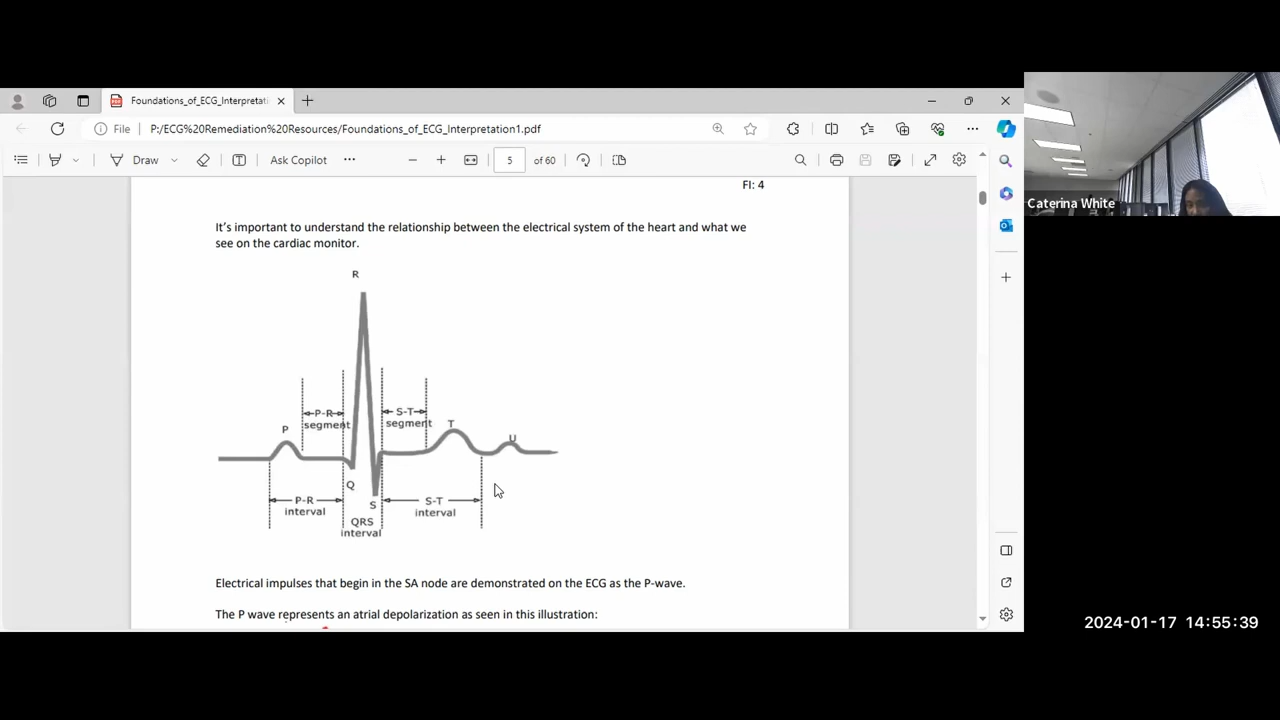 Foundations_of_ECG_Interpretati
File
P:/ECG%20Remediation%20Resources/Foundations_of_ECG_Interpretation1.pdf
Draw
Ask Copilot
5
of 60
Caterina White
FI: 4
It's important to understand the relationship between the electrical system of the heart and what we
see on the cardiac monitor.
R
P-R
segment
S-T
segment
P
T
U
Q
S
P-R
interval
QRS
interval
S-T
interval
Electrical impulses that begin in the SA node are demonstrated on the ECG as the P-wave.
The P wave represents an atrial depolarization as seen in this illustration:
2024-01-17 14:55:39